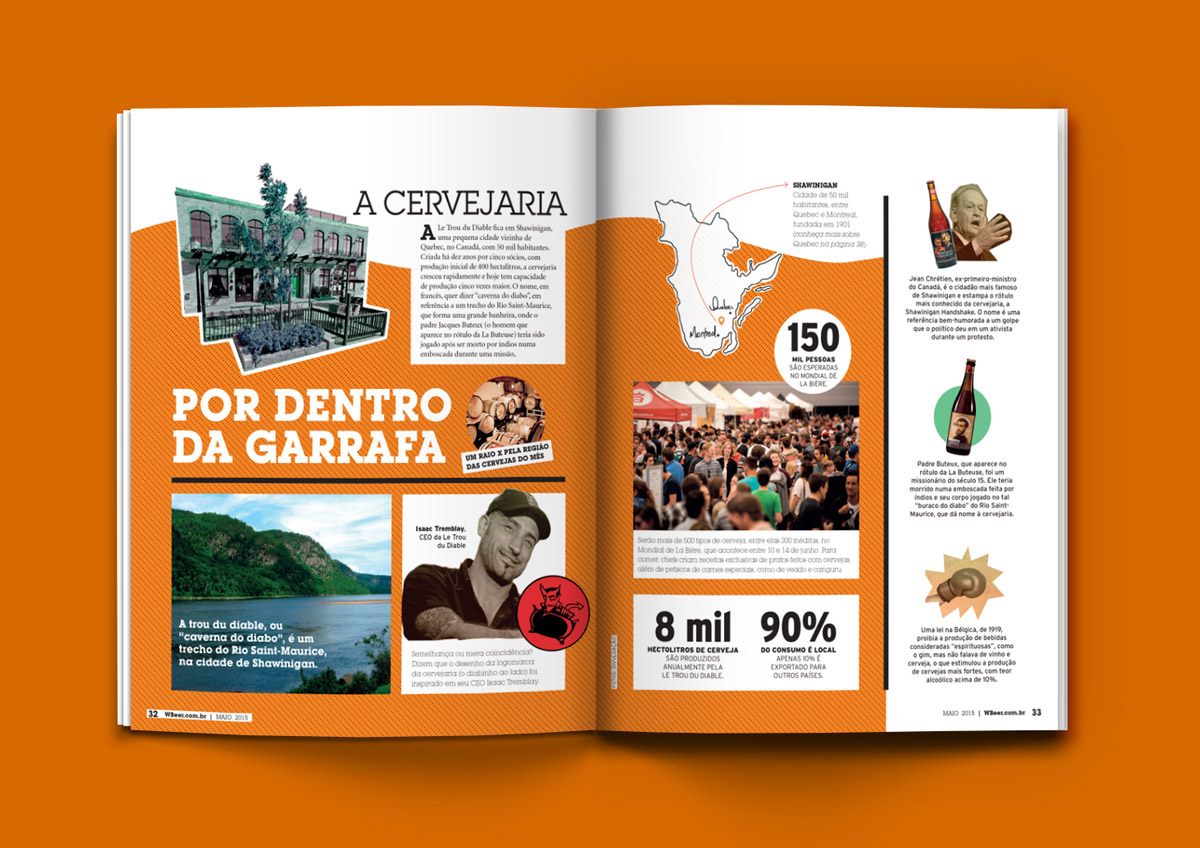 A CERVEJARIA
A Le Trou du Diable fica em Shawinigan,
uma pequena cidade vizinha de
Quebec, no Canadá, com 50 mil habitantes.
Criada há dez anos por cinco sócios, com
produção inicial de 400 hectalitros, a cervejaria
cresceu rapidamente e hoje tem capacidade
de produção cinco vezes maior. O nome, em
francês, quer dizer “caverna do diabo”, em
referência a um trecho do Rio Saint-Maurice,
que forma uma grande banheira, onde o
padre Jacques Buteux (o homem que
aparece no rótulo da La Buteuse) teria sido
jogado após ser morto por índios numa
emboscada durante uma missão.
POR DENTRO
DA GARRAFA
UM RAIO X PELA REGIÃO
DAS CERVEJAS DO MÊS
A trou du diable, ou
“caverna do diabo”, é um
trecho do Rio Saint-Maurice,
na cidade de Shawinigan.
Isaac Tremblay,
CEO da Le Trou
du Diable
Semelhança ou mera coincidência?
Dizem que o desenho da logomarca
da cervejaria (o diabinho ao lado) foi
inspirado em seu CEO Isaac Tremblay.
32 WBeer.com.br | MAIO 2015
SHAWINIGAN
Cidade de 50 mil
habitantes, entre
Quebec e Montreal,
fundada em 1901
(conheça mais sobre
Quebec na página 38).
Quebec
Montreal
150
MIL PESSOAS
SÃO ESPERADAS
NO MONDIAL DE
LA BIÈRE.
Serão mais de 500 tipos de cerveja, entre elas 200 inéditas, no
Mondial de La Bière, que acontece entre 10 e 14 de junho. Para
comer, chefs criam receitas exclusivas de pratos feitos com cervejas,
além de petiscos de carnes especiais, como de veado e canguru.
8 mil
HECTOLITROS DE CERVEJA
SÃO PRODUZIDOS
ANUALMENTE PELA
LE TROU DU DIABLE.
90%
DO CONSUMO É LOCAL
APENAS 10% É
EXPORTADO PARA
OUTROS PAÍSES.
FOTOS: DIVULGAÇÃO
Jean Chrétien, ex-primeiro-ministro
do Canadá, é o cidadão mais famoso
de Shawinigan e estampa o rótulo
mais conhecido da cervejaria, a
Shawinigan Handshake. O nome é uma
referência bem-humorada a um golpe
que o político deu em um ativista
durante um protesto.
Padre Buteux, que aparece no
rótulo da La Buteuse, foi um
missionário do século 15. Ele teria
morrido numa emboscada feita por
índios e seu corpo jogado no tal
“buraco do diabo” do Rio Saint-
Maurice, que dá nome à cervejaria.
Uma lei na Bélgica, de 1919,
proibia a produção de bebidas
consideradas “espirituosas”, como
o gim, mas não falava de vinho e
cerveja, o que estimulou a produção
de cervejas mais fortes, com teor
alcoólico acima de 10%.
MAIO 2015 | WBeer.com.br 33